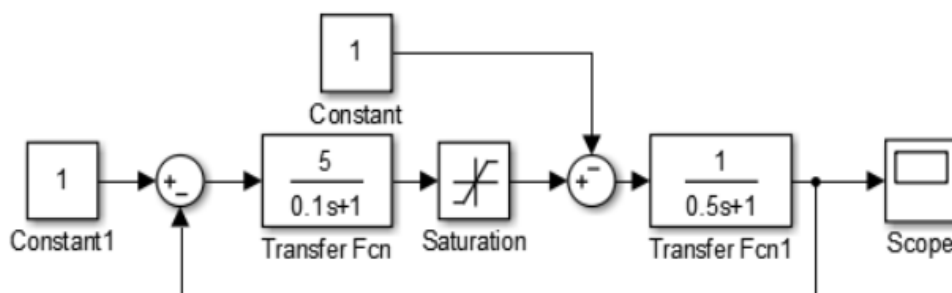 1
Constant
1
Constant1
+
−
5
0.1s+1
Transfer Fcn
Saturation
−
+
1
0.5s+1
Transfer Fcn1
Scope